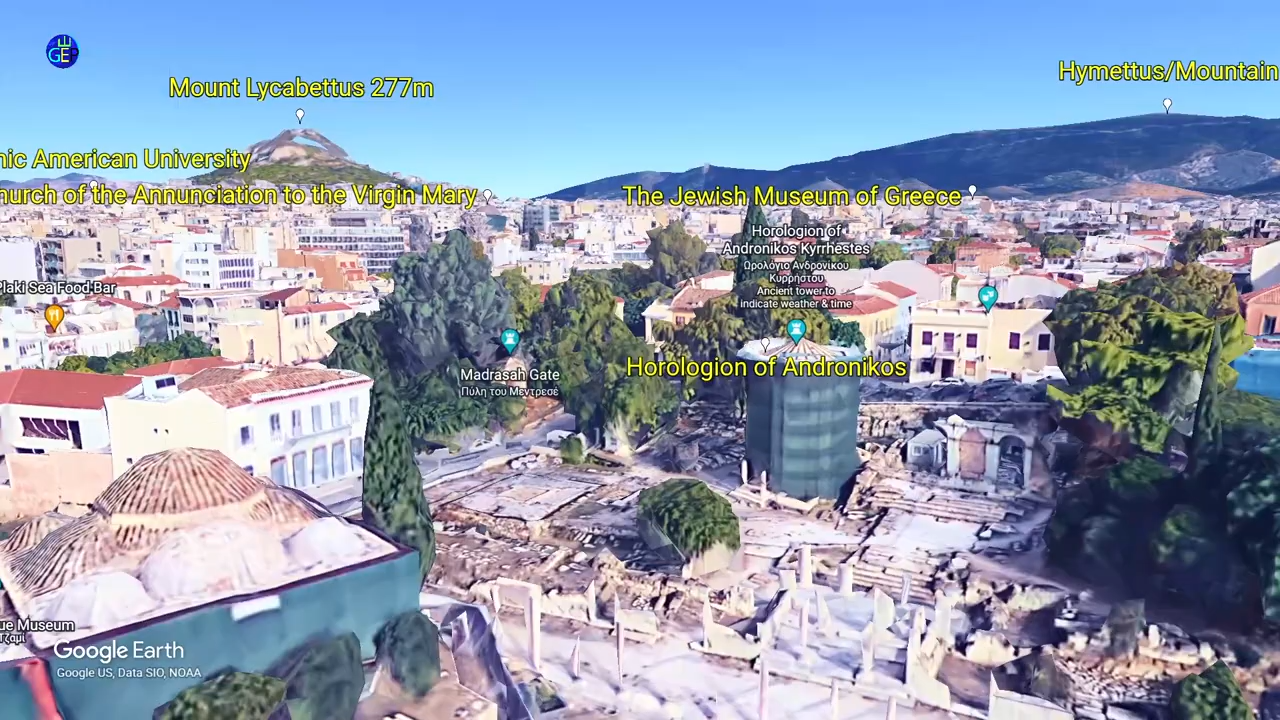 GEP
Mount Lycabettus 277m
Hymettus/Mountain
nic American University
hurch of the Annunciation to the Virgin Mary
The Jewish Museum of Greece
Horologion of
Andronikos Kyrrhestes
Ωρολόγιο Ανδρονίκου
Κυρρήστου
Ancient tower to
indicate weather & time
Plaki Sea Food Bar
Horologion of Andronikos
Madrasah Gate
Πύλη του Μεντρεσέ
ue Museum
Τζαμί
Google Earth
Google US, Data SIO, NOAA